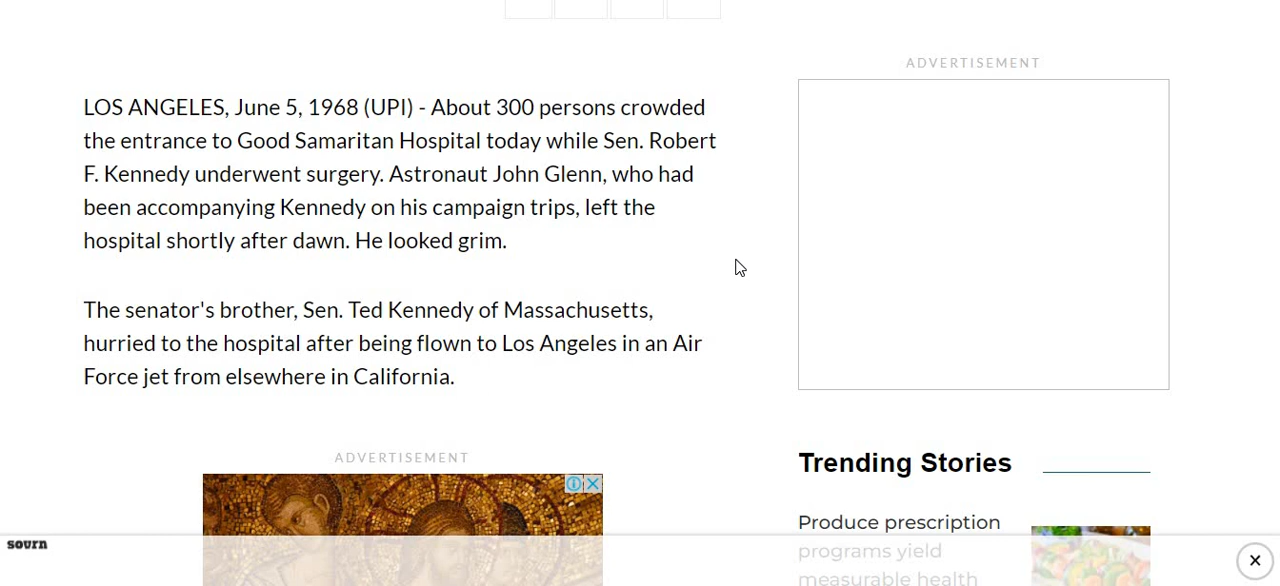 ADVERTISEMENT
LOS ANGELES, June 5, 1968 (UPI) - About 300 persons crowded
the entrance to Good Samaritan Hospital today while Sen. Robert
F. Kennedy underwent surgery. Astronaut John Glenn, who had
been accompanying Kennedy on his campaign trips, left the
hospital shortly after dawn. He looked grim.
The senator's brother, Sen. Ted Kennedy of Massachusetts,
hurried to the hospital after being flown to Los Angeles in an Air
Force jet from elsewhere in California.
ADVERTISEMENT
Trending Stories
Produce prescription
programs yield
measurable health
sovrn